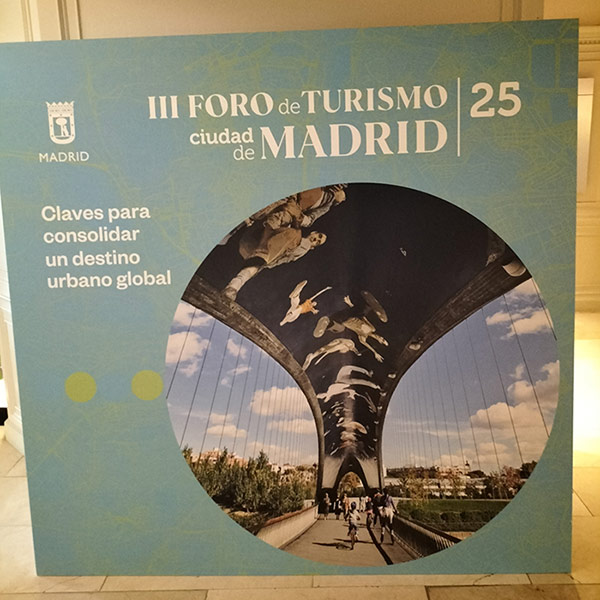 III FORO de TURISMO
ciudad de MADRID
25
MADRID
Claves para
consolidar
un destino
urbano global